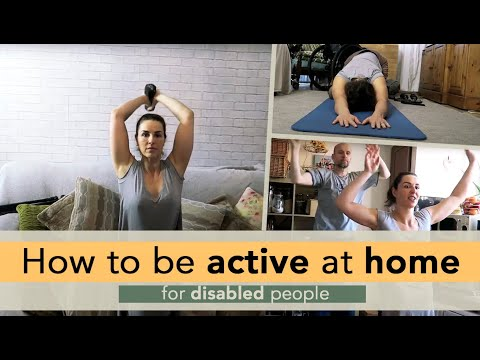 How to be active at home
for disabled people